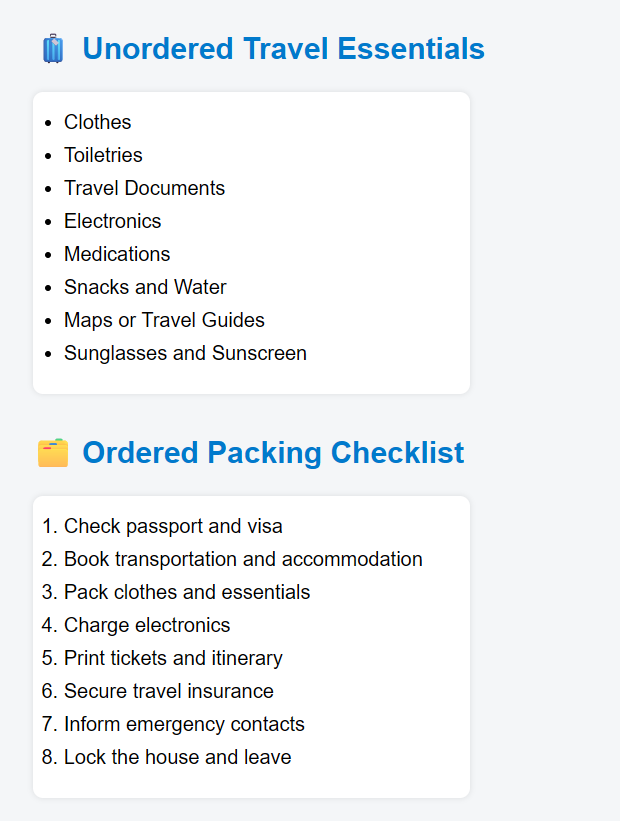 Unordered Travel Essentials
• Clothes
• Toiletries
• Travel Documents
• Electronics
• Medications
• Snacks and Water
• Maps or Travel Guides
• Sunglasses and Sunscreen
Ordered Packing Checklist
1. Check passport and visa
2. Book transportation and accommodation
3. Pack clothes and essentials
4. Charge electronics
5. Print tickets and itinerary
6. Secure travel insurance
7. Inform emergency contacts
8. Lock the house and leave